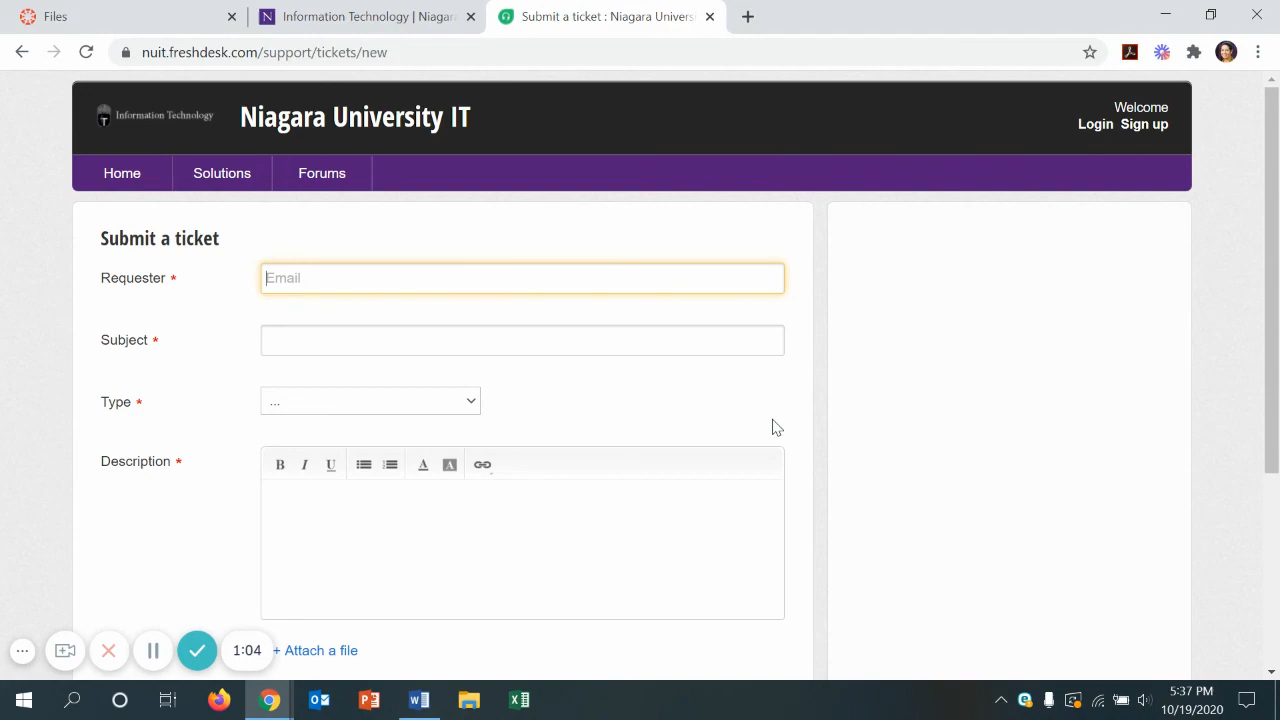 Files
Information Technology | Niagara
Submit a ticket : Niagara Universi
nuit.freshdesk.com/support/tickets/new
Information Technology
Niagara University IT
Welcome
Login Sign up
Home Solutions Forums
Submit a ticket
Requester *
Email
Subject *
Type *
...
Description *
B I U A A
1:04
+ Attach a file
5:37 PM
10/19/2020